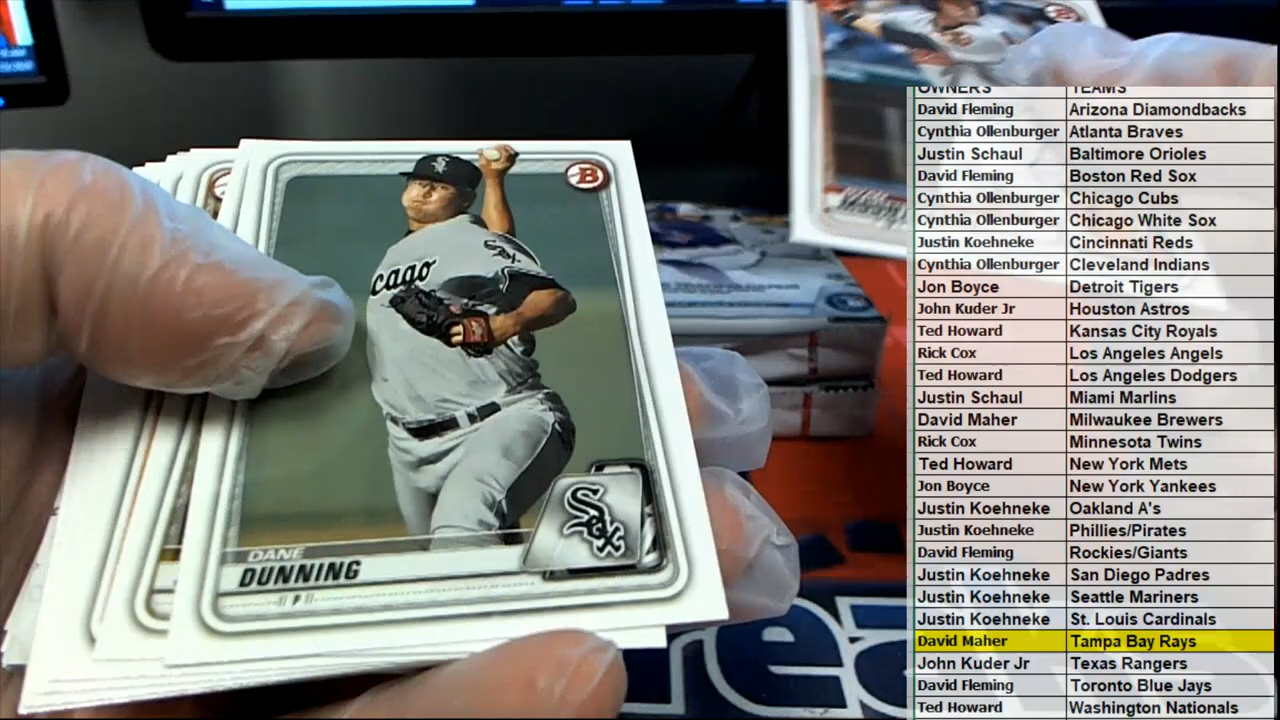 B
Sox
cago
Sox
DANE
DUNNING
P
OWNERS TEAMS
David Fleming Arizona Diamondbacks
Cynthia Ollenburger Atlanta Braves
Justin Schaul Baltimore Orioles
David Fleming Boston Red Sox
Cynthia Ollenburger Chicago Cubs
Cynthia Ollenburger Chicago White Sox
Justin Koehneke Cincinnati Reds
Cynthia Ollenburger Cleveland Indians
Jon Boyce Detroit Tigers
John Kuder Jr Houston Astros
Ted Howard Kansas City Royals
Rick Cox Los Angeles Angels
Ted Howard Los Angeles Dodgers
Justin Schaul Miami Marlins
David Maher Milwaukee Brewers
Rick Cox Minnesota Twins
Ted Howard New York Mets
Jon Boyce New York Yankees
Justin Koehneke Oakland A's
Justin Koehneke Phillies/Pirates
David Fleming Rockies/Giants
Justin Koehneke San Diego Padres
Justin Koehneke Seattle Mariners
Justin Koehneke St. Louis Cardinals
David Maher Tampa Bay Rays
John Kuder Jr Texas Rangers
David Fleming Toronto Blue Jays
Ted Howard Washington Nationals